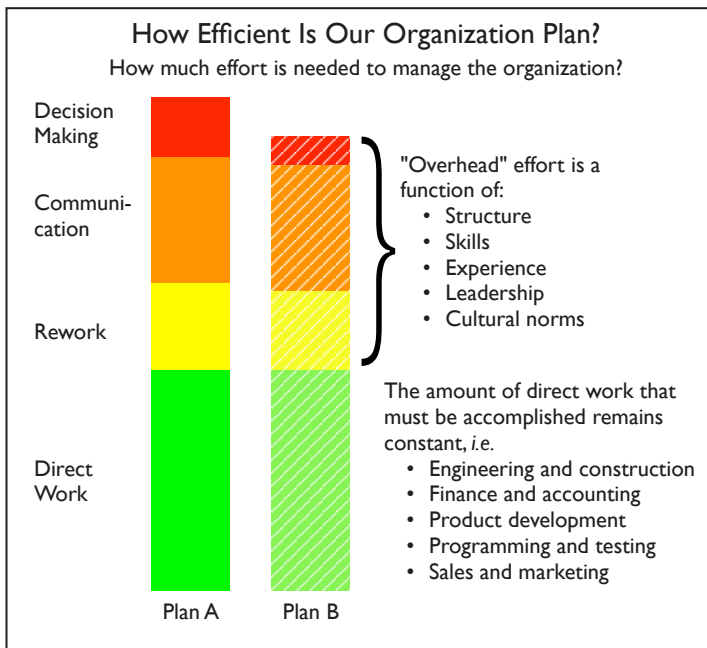 How Efficient Is Our Organization Plan?
How much effort is needed to manage the organization?
Decision
Making
Communi-
cation
Rework
Direct
Work
"Overhead" effort is a
function of:
• Structure
• Skills
• Experience
• Leadership
• Cultural norms
The amount of direct work that
must be accomplished remains
constant, i.e.
• Engineering and construction
• Finance and accounting
• Product development
• Programming and testing
• Sales and marketing
Plan A
Plan B